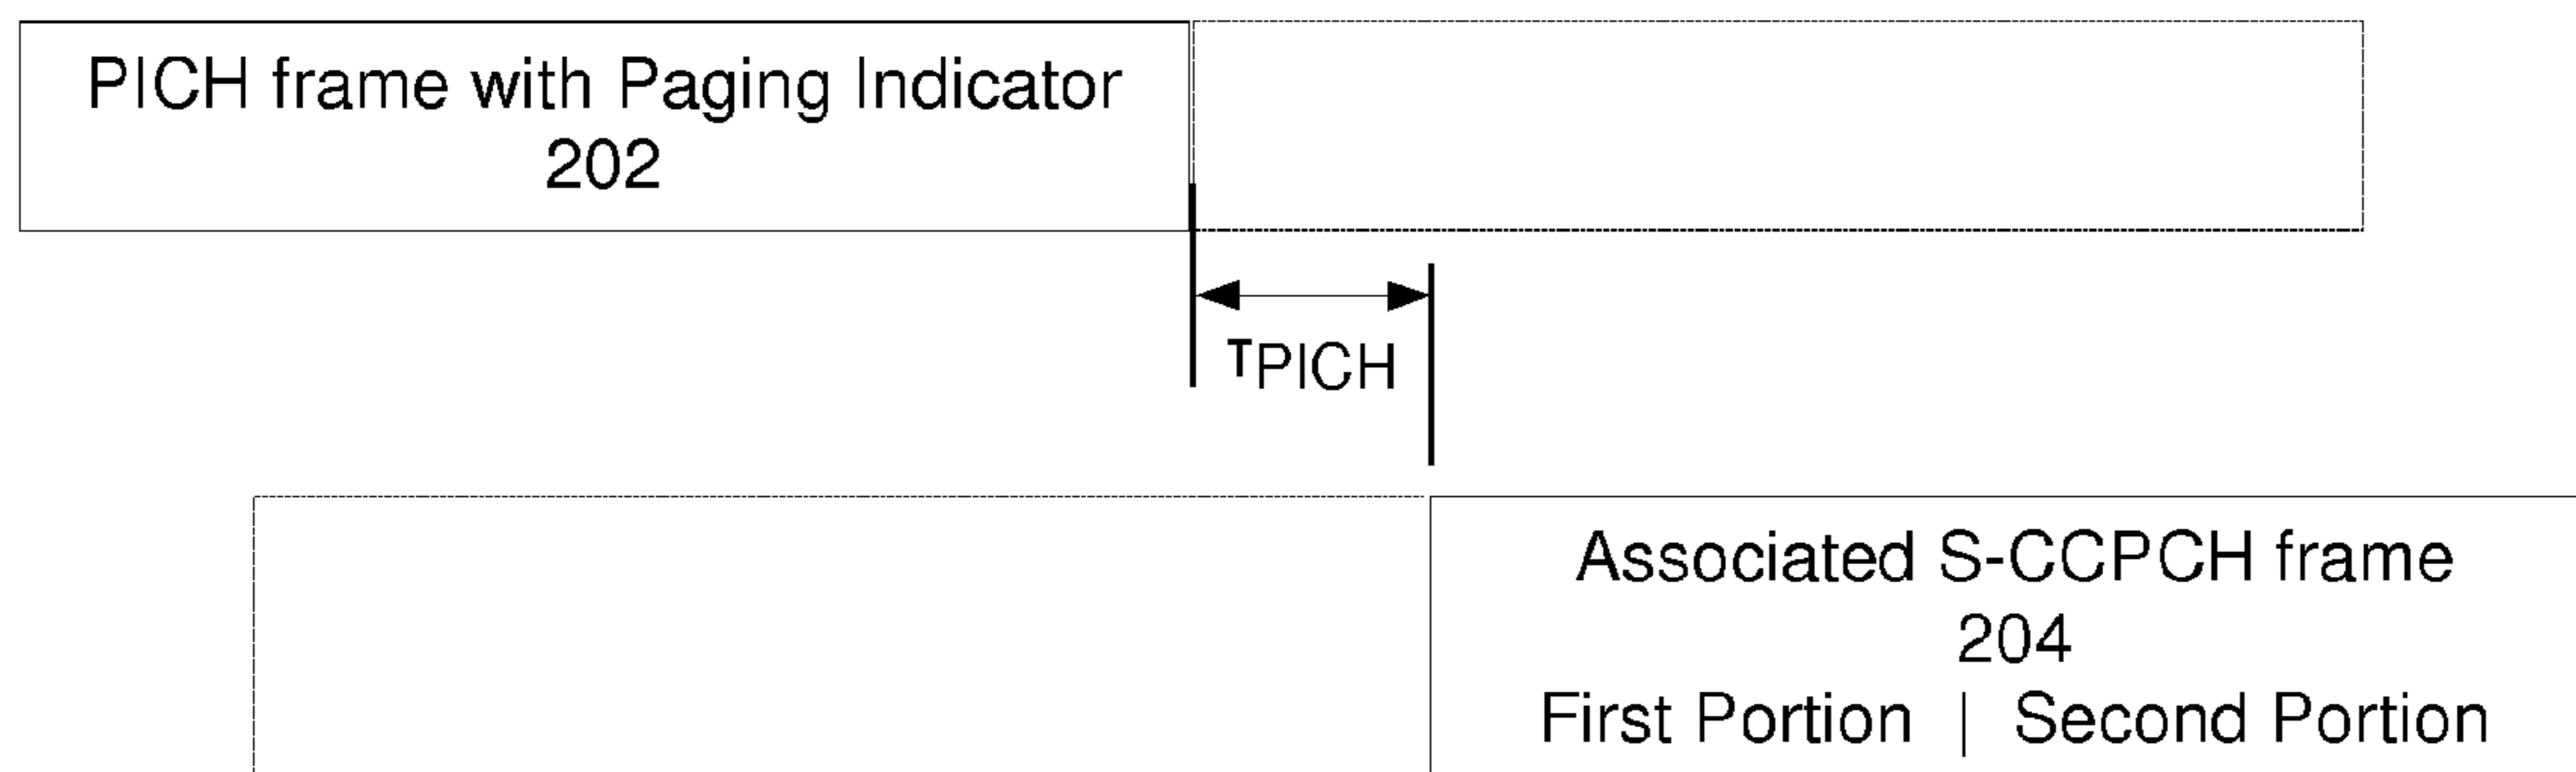 PICH frame with Paging Indicator
202
τPICH
Associated S-CCPCH frame
204
First Portion | Second Portion